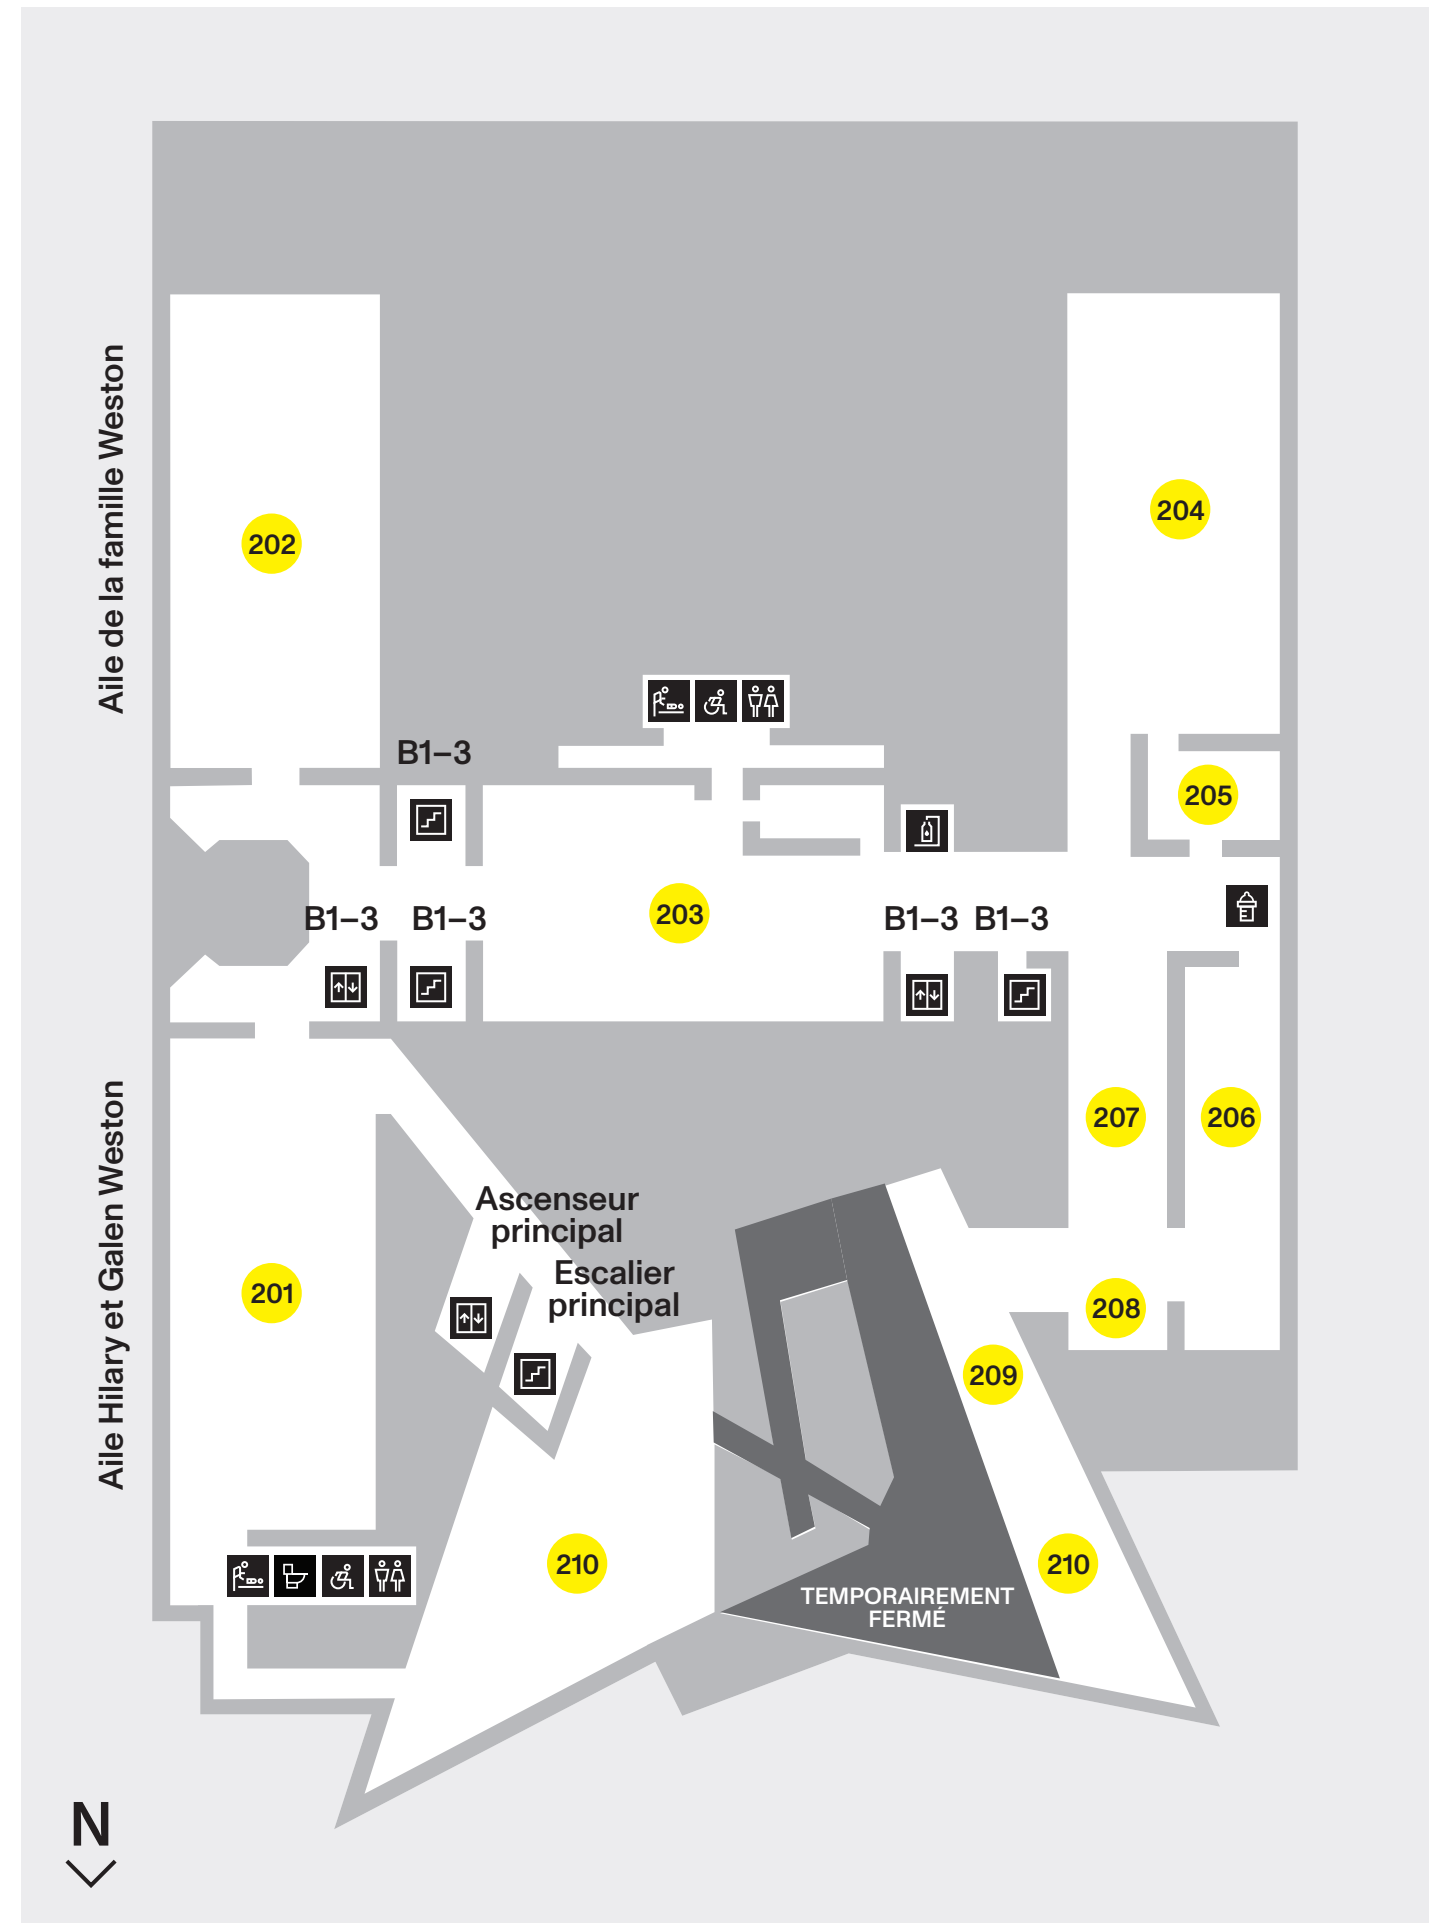 Aile de la famille Weston
202
204
B1–3
205
B1–3
B1–3
203
B1–3
B1–3
207
206
Aile Hilary et Galen Weston
Ascenseur
principal
Escalier
principal
201
208
209
210
210
TEMPORAIREMENT
FERMÉ
N